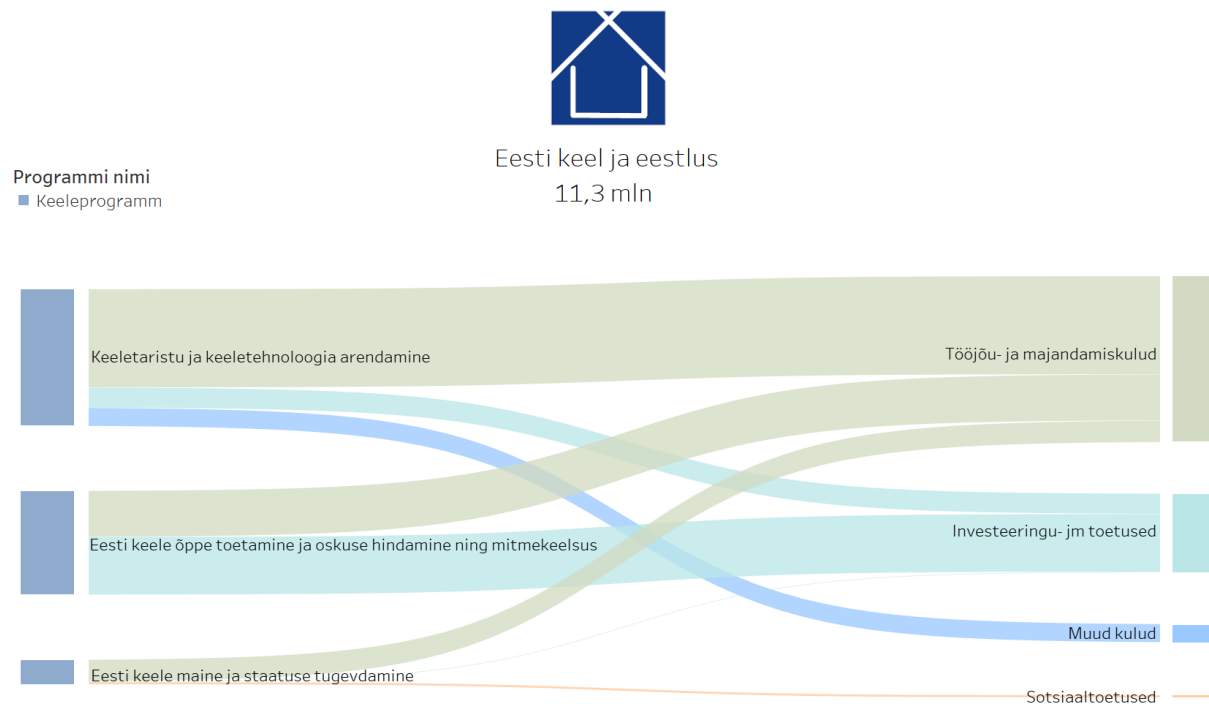 Eesti keel ja eestlus
11,3 mln
Programmi nimi
Keeleprogramm
Keeletaristu ja keeletehnoloogia arendamine
Tööjõu- ja majandamiskulud
Eesti keele õppe toetamine ja oskuse hindamine ning mitmekeelsus
Investeeringu- jm toetused
Muud kulud
Eesti keele maine ja staatuse tugevdamine
Sotsiaaltoetused